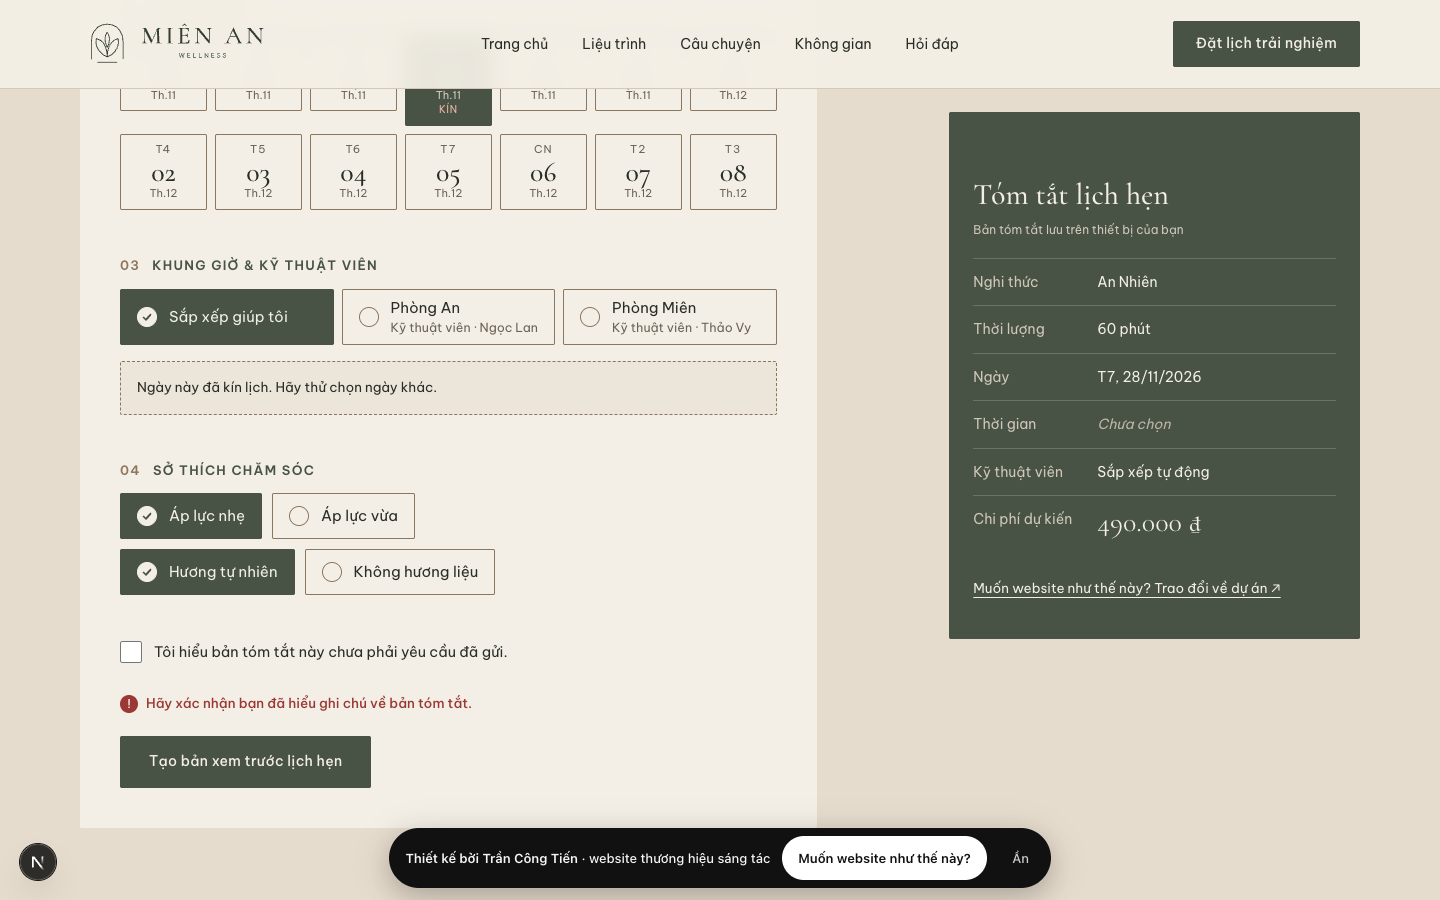 MIÊN AN
WELLNESS
Trang chủ
Liệu trình
Câu chuyện
Không gian
Hỏi đáp
Đặt lịch trải nghiệm
Th.11
Th.11
Th.11
Th.11
KÍN
Th.11
Th.11
Th.12
T4
02
Th.12
T5
03
Th.12
T6
04
Th.12
T7
05
Th.12
CN
06
Th.12
T2
07
Th.12
T3
08
Th.12
03 KHUNG GIỜ & KỸ THUẬT VIÊN
Sắp xếp giúp tôi
Phòng An
Kỹ thuật viên · Ngọc Lan
Phòng Miên
Kỹ thuật viên · Thảo Vy
Ngày này đã kín lịch. Hãy thử chọn ngày khác.
04 SỞ THÍCH CHĂM SÓC
Áp lực nhẹ
Áp lực vừa
Hương tự nhiên
Không hương liệu
Tôi hiểu bản tóm tắt này chưa phải yêu cầu đã gửi.
! Hãy xác nhận bạn đã hiểu ghi chú về bản tóm tắt.
Tạo bản xem trước lịch hẹn
Tóm tắt lịch hẹn
Bản tóm tắt lưu trên thiết bị của bạn
Nghi thức An Nhiên
Thời lượng 60 phút
Ngày T7, 28/11/2026
Thời gian Chưa chọn
Kỹ thuật viên Sắp xếp tự động
Chi phí dự kiến 490.000 ₫
Muốn website như thế này? Trao đổi về dự án ↗
Thiết kế bởi Trần Công Tiến · website thương hiệu sáng tác
Muốn website như thế này?
Ẩn
N